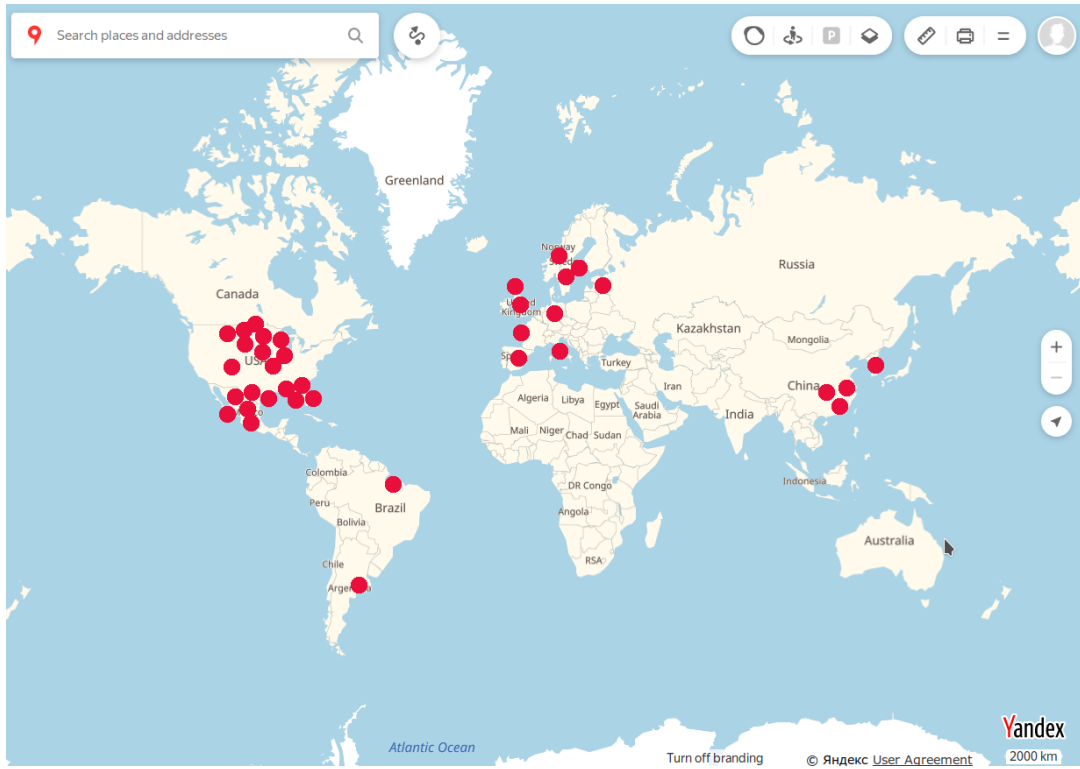 Search places and addresses
P
Greenland
Norway
Russia
Canada
United
Kingdom
Kazakhstan
Mongolia
USA
Turkey
China
Iran
Algeria
Libya
Egypt
Saudi
Arabia
India
Mali
Niger
Chad
Sudan
Colombia
DR Congo
Indonesia
Peru
Brazil
Angola
Bolivia
Australia
Chile
RSA
Yandex
Atlantic Ocean
Turn off branding
© Яндекс User Agreement
2000 km